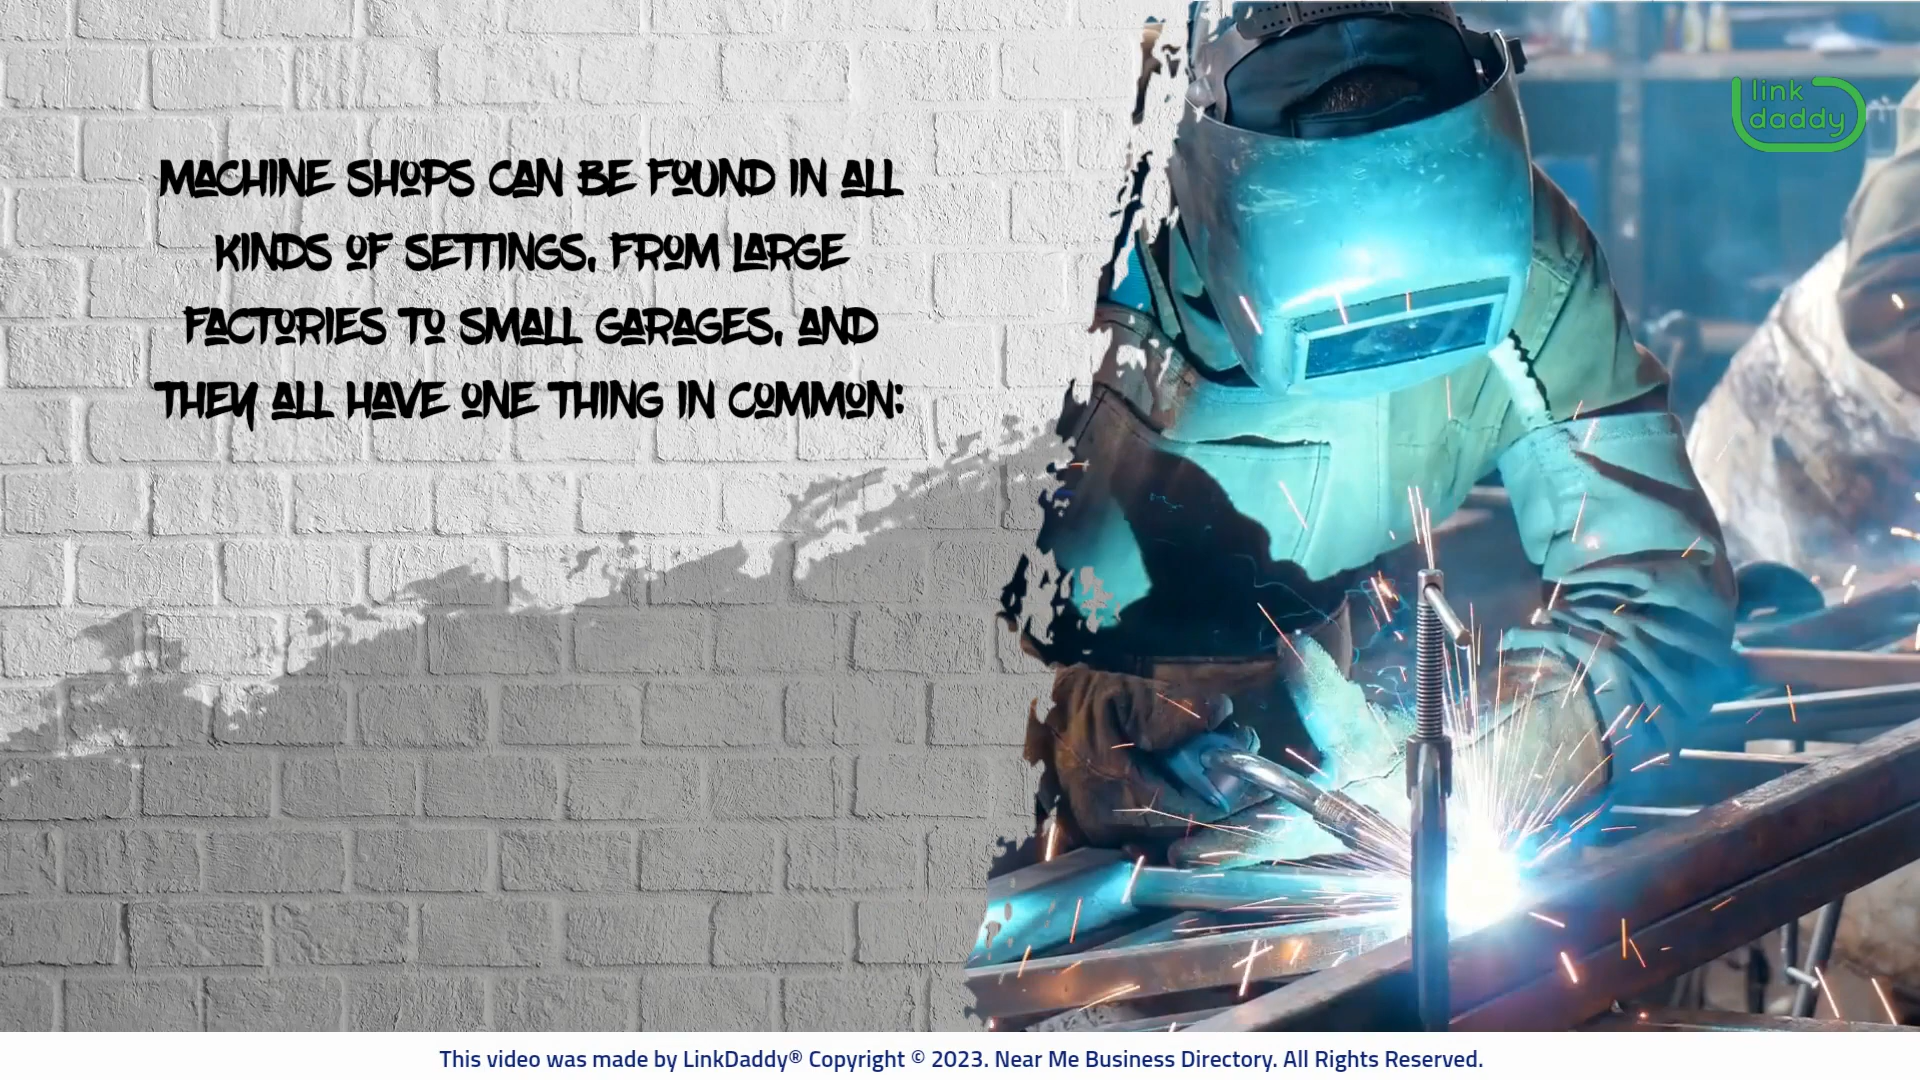 MACHINE SHOPS CAN BE FOUND IN ALL
KINDS OF SETTINGS, FROM LARGE
FACTORIES TO SMALL GARAGES, AND
THEY ALL HAVE ONE THING IN COMMON:
link
daddy
This video was made by LinkDaddy® Copyright © 2023. Near Me Business Directory. All Rights Reserved.